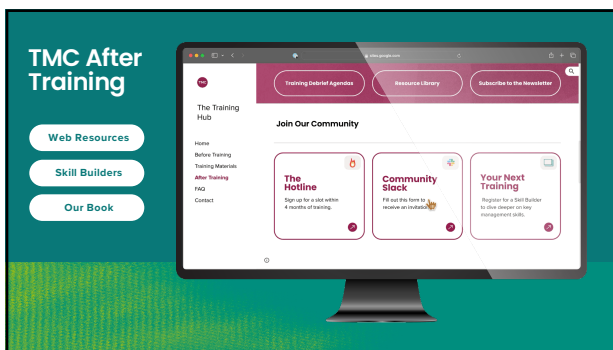 TMC After
Training
Web Resources
Skill Builders
Our Book
sites.google.com
TMC
The Training
Hub
Home
Before Training
Training Materials
After Training
FAQ
Contact
Training Debrief Agendas
Resource Library
Subscribe to the Newsletter
Join Our Community
The
Hotline
Sign up for a slot within
4 months of training.
Community
Slack
Fill out this form to
receive an invitation
Your Next
Training
Register for a Skill Builder
to dive deeper on key
management skills.